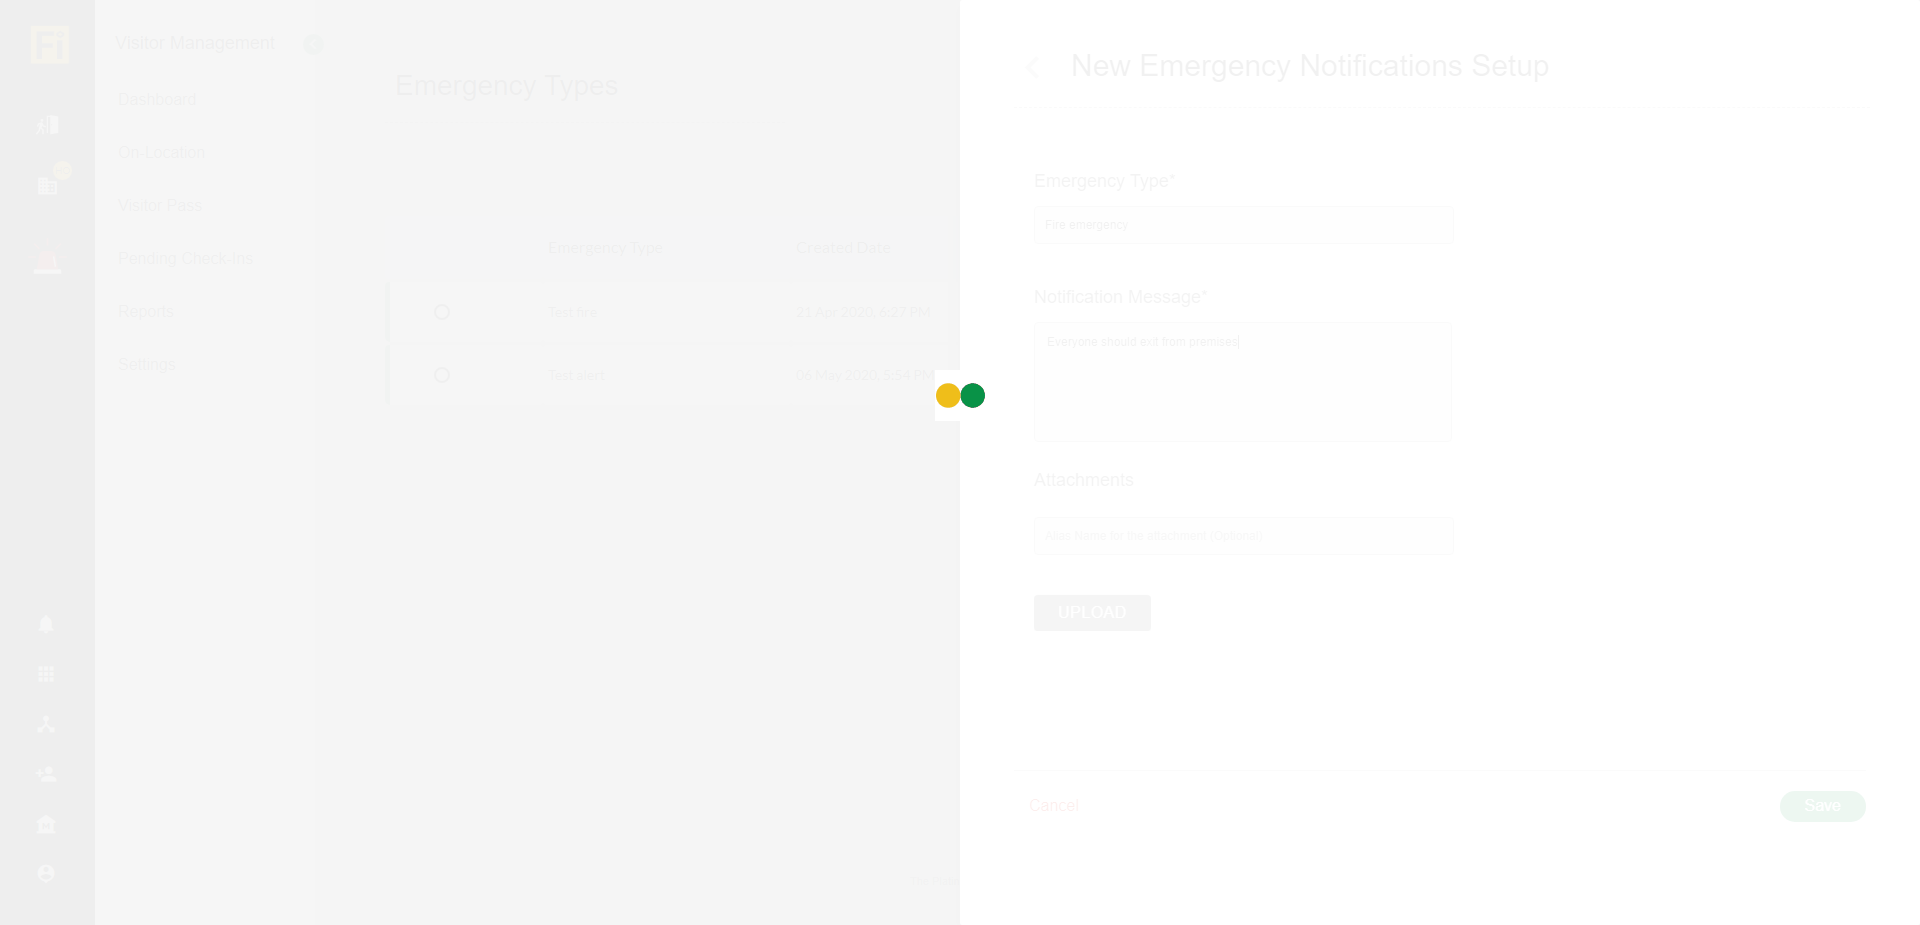 Fi
Visitor Management
Dashboard
On-Location
Visitor Pass
Pending Check-Ins
Reports
Settings
Emergency Types
Emergency Type Created Date
Test fire 21 Apr 2020, 6:27 PM
Test alert 06 May 2020, 5:54 PM
New Emergency Notifications Setup
Emergency Type*
Fire emergency
Notification Message*
Everyone should exit from premises
Attachments
Alias Name for the attachment (Optional)
UPLOAD
Cancel
Save